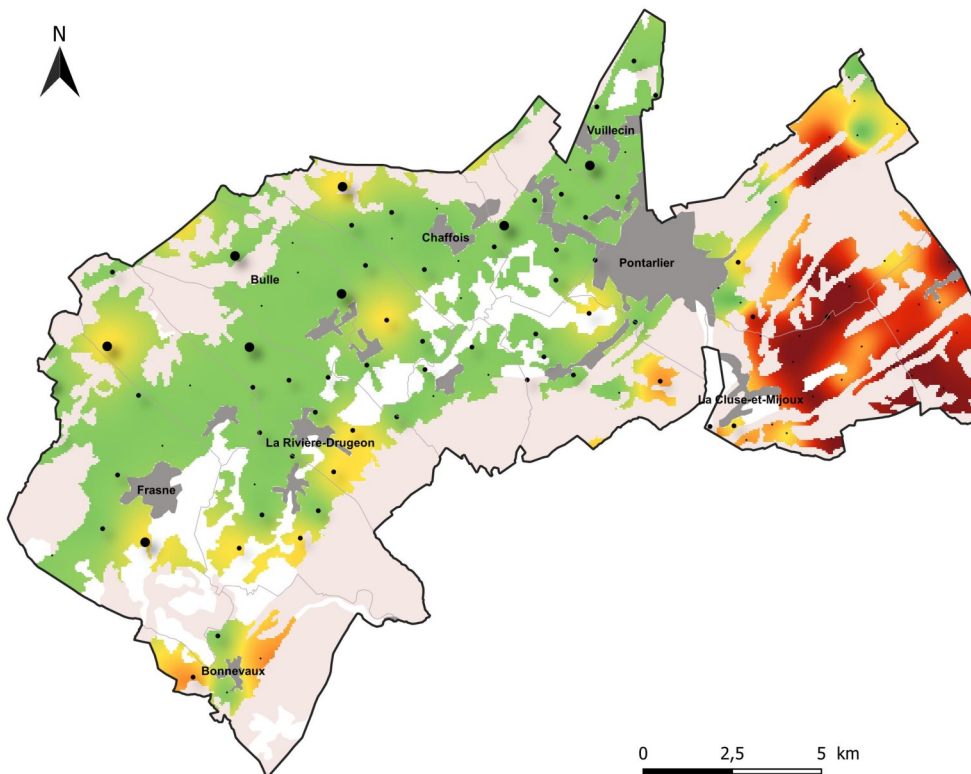 N
Vuillecin
Chaffois
Pontarlier
Bulle
La Cluse-et-Mijoux
La Rivière-Drugeon
Frasne
Bonnevaux
0 2,5 5 km